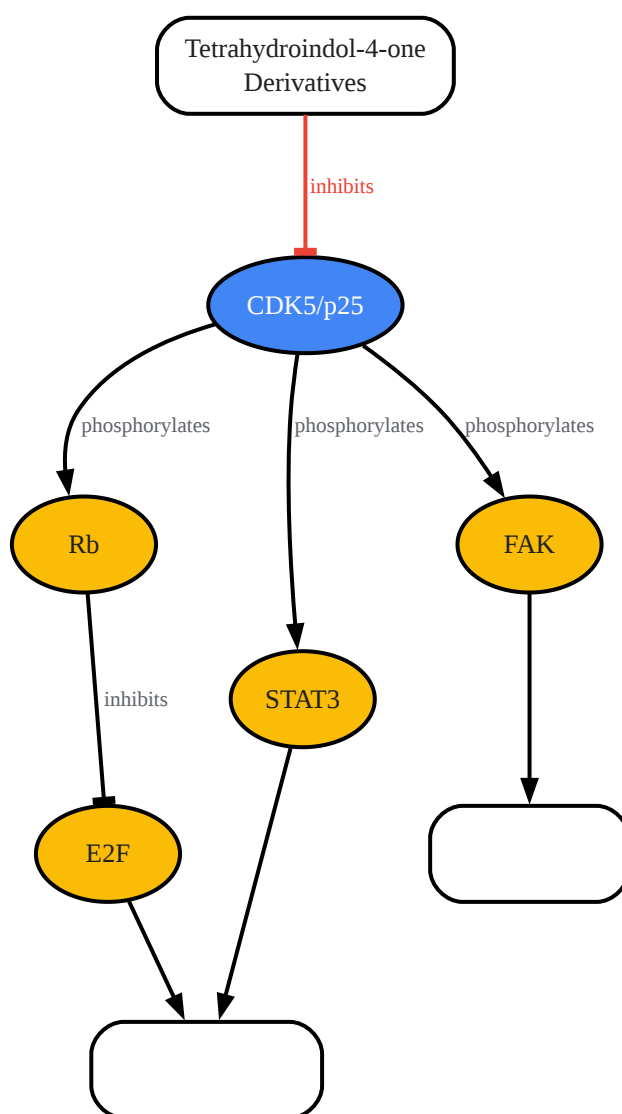 Tetrahydroindol-4-one
Derivatives
inhibits
CDK5/p25
phosphorylates
phosphorylates
phosphorylates
Rb
FAK
inhibits
STAT3
E2F